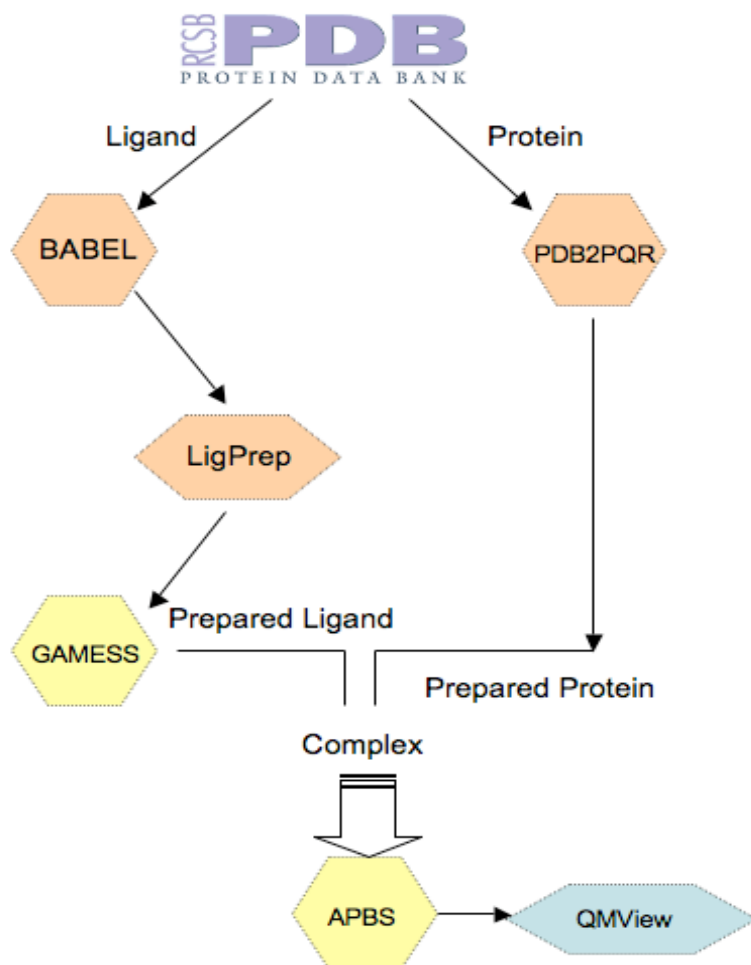 RCSB
PDB
PROTEIN DATA BANK
Ligand
Protein
BABEL
PDB2PQR
LigPrep
GAMESS
Prepared Ligand
Prepared Protein
Complex
APBS
QMView